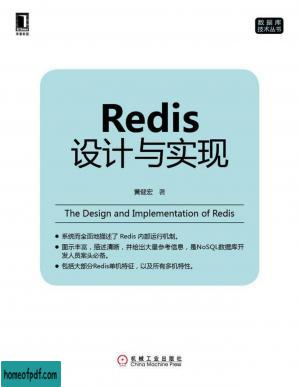 数据库
技术丛书
Redis
设计与实现
黄健宏 著
The Design and Implementation of Redis
系统而全面地描述了 Redis 内部运行机制。
图示丰富，描述清晰，并给出大量参考信息，是NoSQL数据库开
发人员案头必备。
包括大部分Redis单机特征，以及所有多机特性。
机械工业出版社
China Machine Press
homeofpdf.com